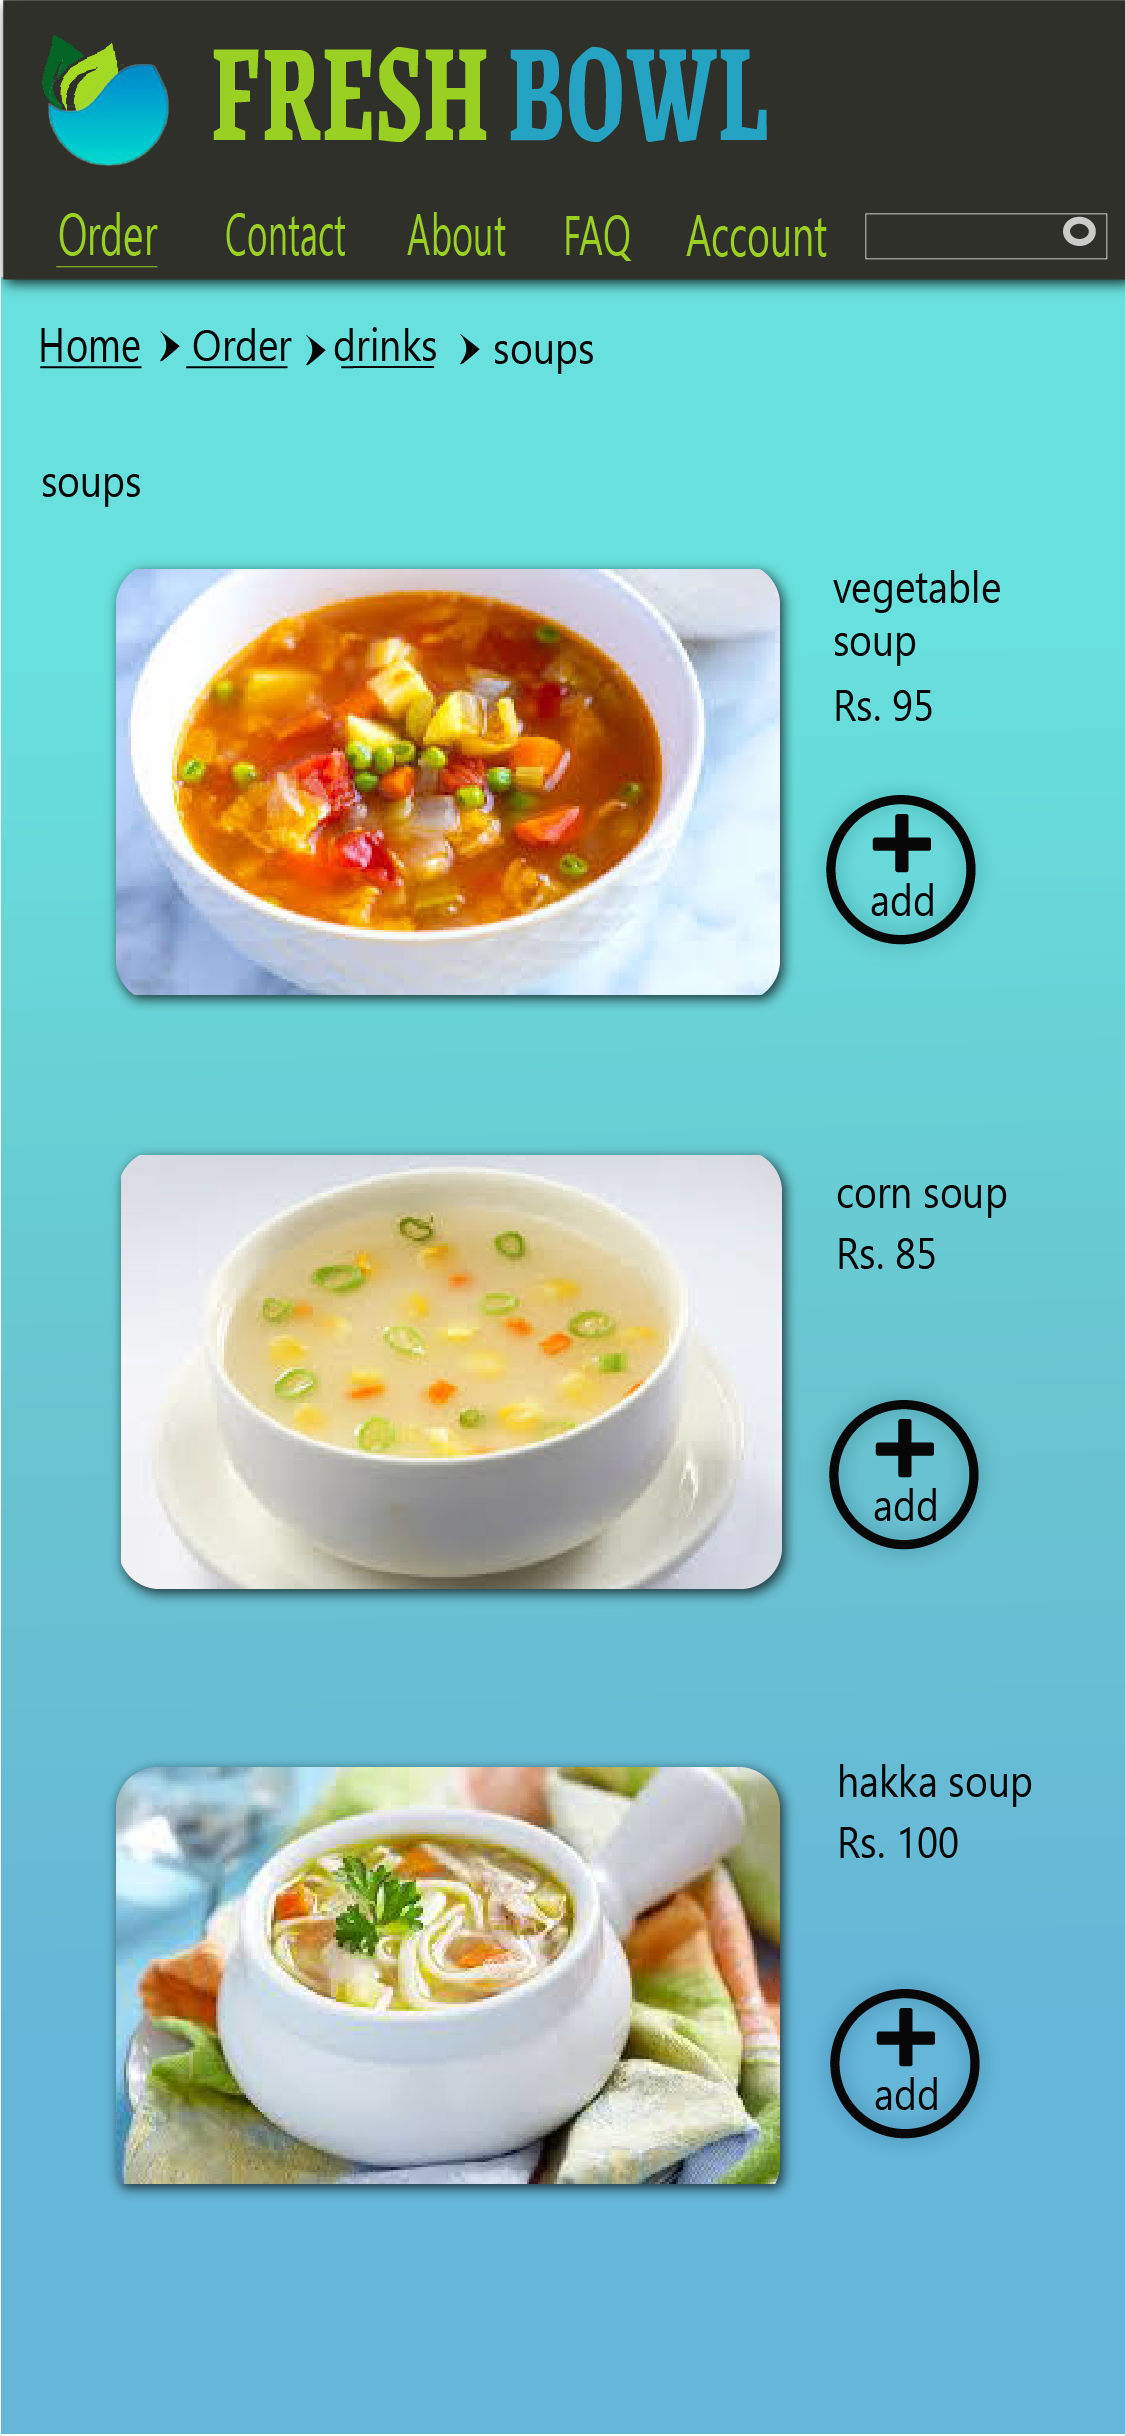 FRESH BOWL
Order Contact About FAQ Account
Home Order drinks soups
soups
vegetable
soup
Rs. 95
add
corn soup
Rs. 85
add
hakka soup
Rs. 100
add